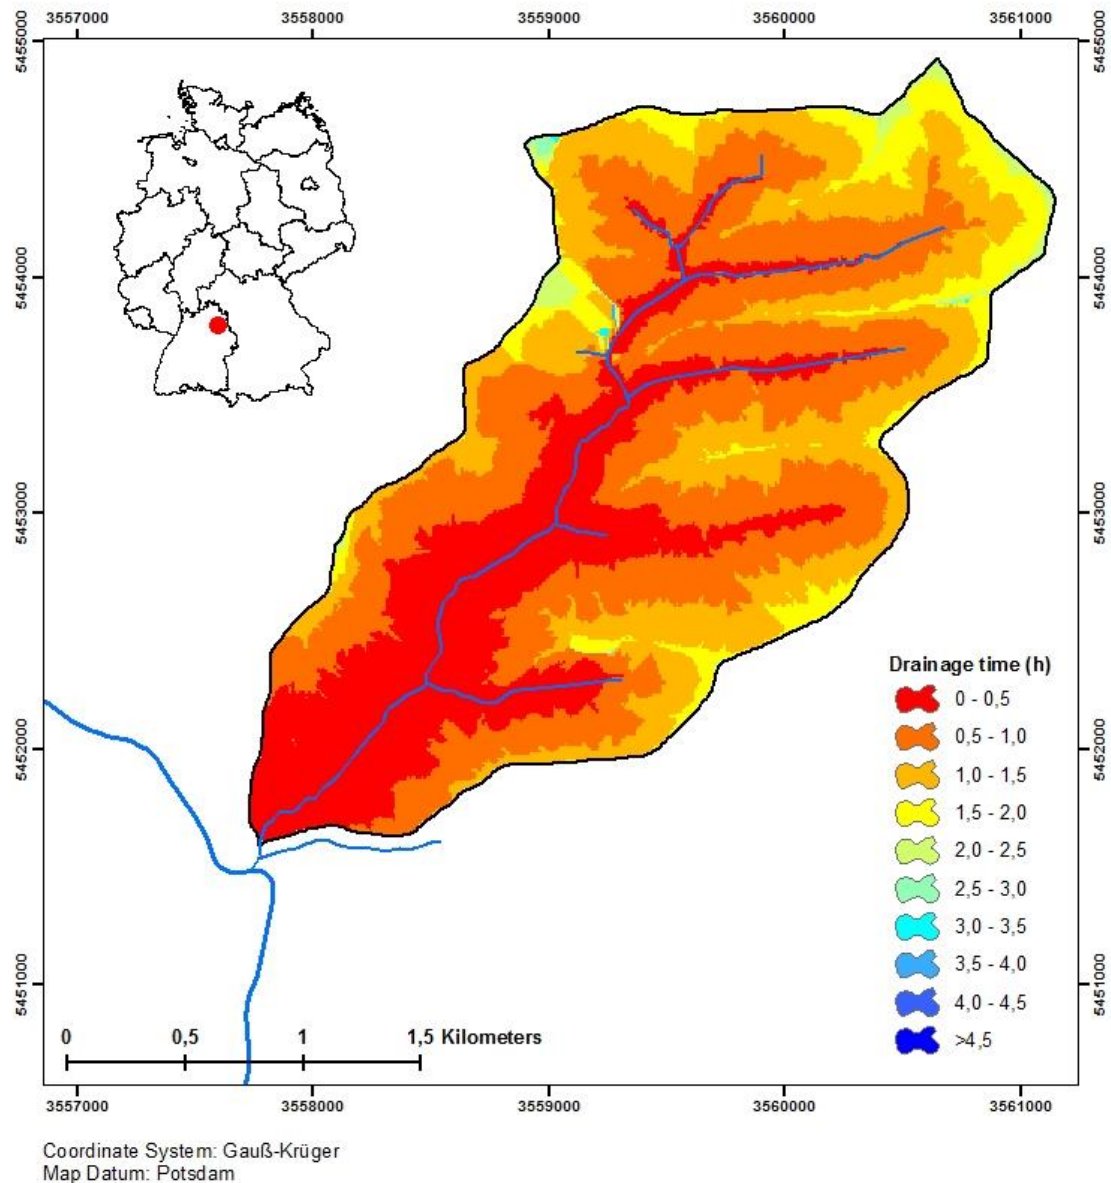 3557000 3558000 3559000 3560000 3561000
5455000 5455000
5454000 5454000
5453000 5453000
Drainage time (h)
0 - 0,5
0,5 - 1,0
1,0 - 1,5
1,5 - 2,0
2,0 - 2,5
2,5 - 3,0
3,0 - 3,5
3,5 - 4,0
4,0 - 4,5
>4,5
5452000 5452000
5451000 5451000
0 0,5 1 1,5 Kilometers
3557000 3558000 3559000 3560000 3561000
Coordinate System: Gauß-Krüger
Map Datum: Potsdam